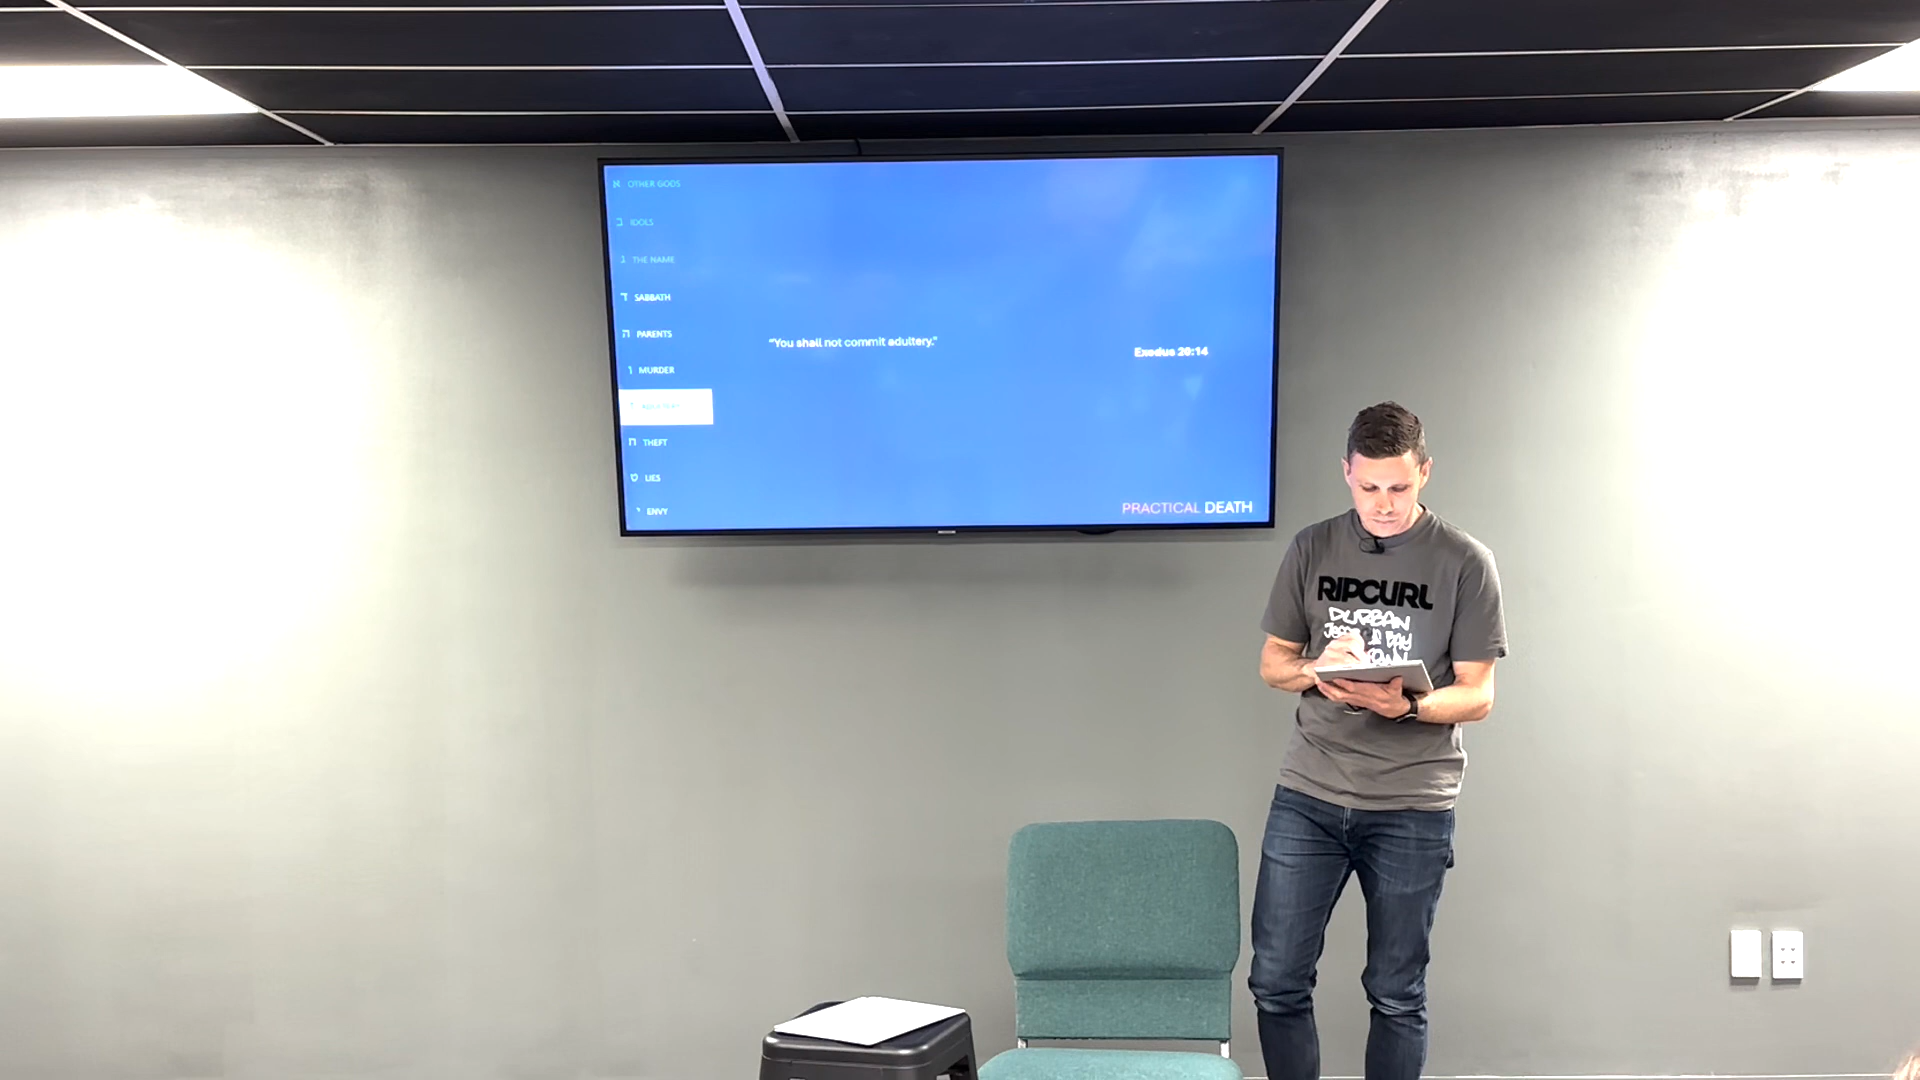 א OTHER GODS
ב IDOLS
ג THE NAME
ד SABBATH
ה PARENTS
ו MURDER
ז
ח THEFT
ט LIES
י ENVY
“You shall not commit adultery.”
Exodus 20:14
PRACTICAL DEATH
RIPCURL
DURBAN
BAY